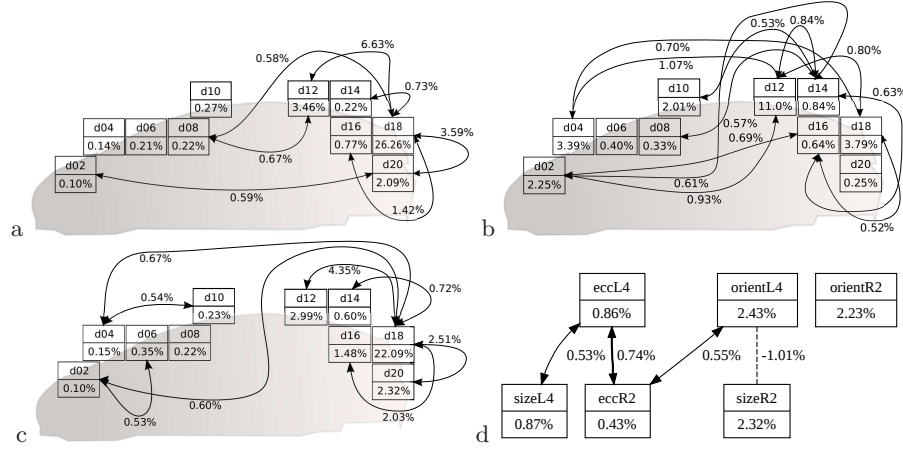 6.63%
0.58%
0.73%
d10
0.27%
d12
3.46%
d14
0.22%
d04
0.14%
d06
0.21%
d08
0.22%
d16
0.77%
d18
26.26%
3.59%
0.67%
d02
0.10%
d20
2.09%
0.59%
1.42%
a
0.53%
0.84%
0.70%
0.80%
1.07%
d10
2.01%
d12
11.0%
d14
0.84%
0.63%
d04
3.39%
d06
0.40%
d08
0.33%
0.57%
0.69%
d16
0.64%
d18
3.79%
d02
2.25%
d20
0.25%
0.61%
0.93%
0.52%
b
0.67%
4.35%
0.72%
0.54%
d10
0.23%
d12
2.99%
d14
0.60%
d04
0.15%
d06
0.35%
d08
0.22%
d16
1.48%
d18
22.09%
2.51%
d02
0.10%
d20
2.32%
0.60%
0.53%
2.03%
c
eccL4
0.86%
orientL4
2.43%
orientR2
2.23%
0.53%
0.74%
0.55%
-1.01%
sizeL4
0.87%
eccR2
0.43%
sizeR2
2.32%
d